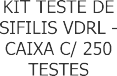 KIT TESTE DE
SIFILIS VDRL -
CAIXA C/ 250
TESTES